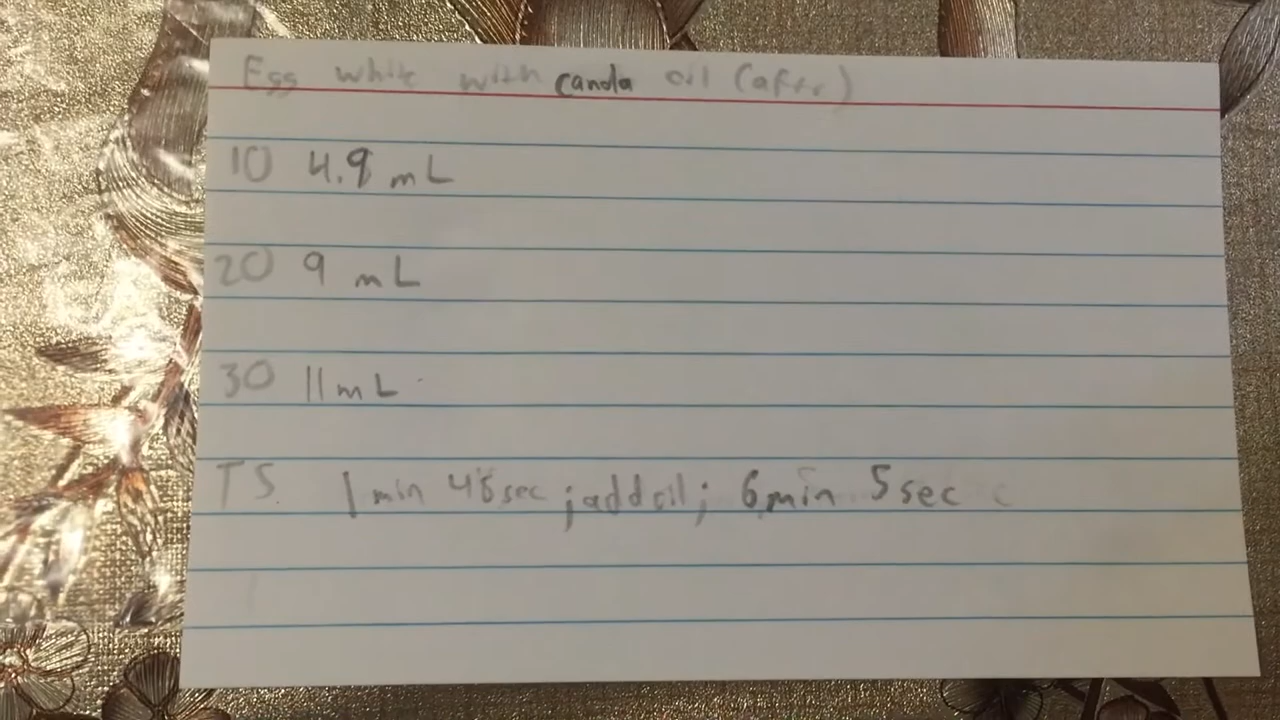 Egg white with canola oil (after)
10 4.9 mL
20 9 mL
30 11 mL
TS. 1 min 48 sec ; add oil ; 6 min 5 sec